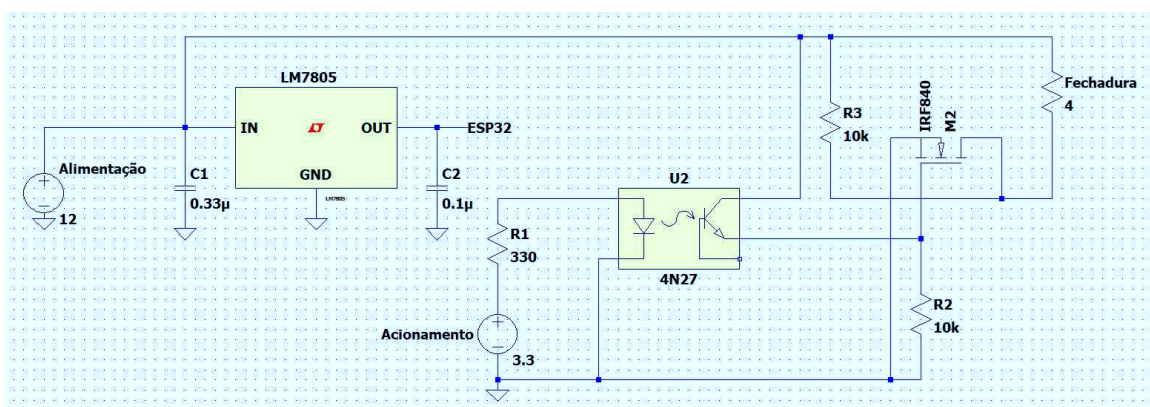 LM7805
IN
OUT
GND
LM7805
ESP32
Alimentação
12
C1
0.33µ
C2
0.1µ
R1
330
Acionamento
3.3
U2
4N27
R3
10k
IRF840
M2
Fechadura
4
R2
10k